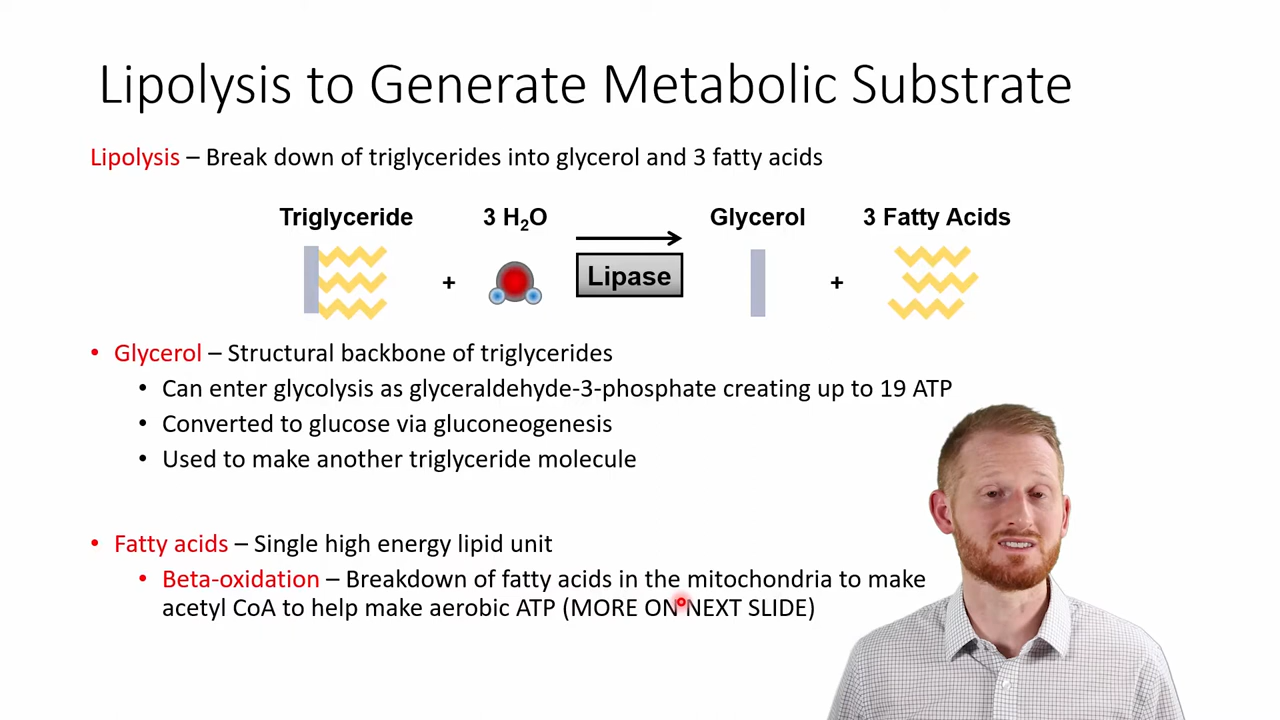 Lipolysis to Generate Metabolic Substrate
Lipolysis – Break down of triglycerides into glycerol and 3 fatty acids
Triglyceride 3 H₂O Glycerol 3 Fatty Acids
+ Lipase +
• Glycerol – Structural backbone of triglycerides
• Can enter glycolysis as glyceraldehyde-3-phosphate creating up to 19 ATP
• Converted to glucose via gluconeogenesis
• Used to make another triglyceride molecule
• Fatty acids – Single high energy lipid unit
• Beta-oxidation – Breakdown of fatty acids in the mitochondria to make
acetyl CoA to help make aerobic ATP (MORE ON NEXT SLIDE)